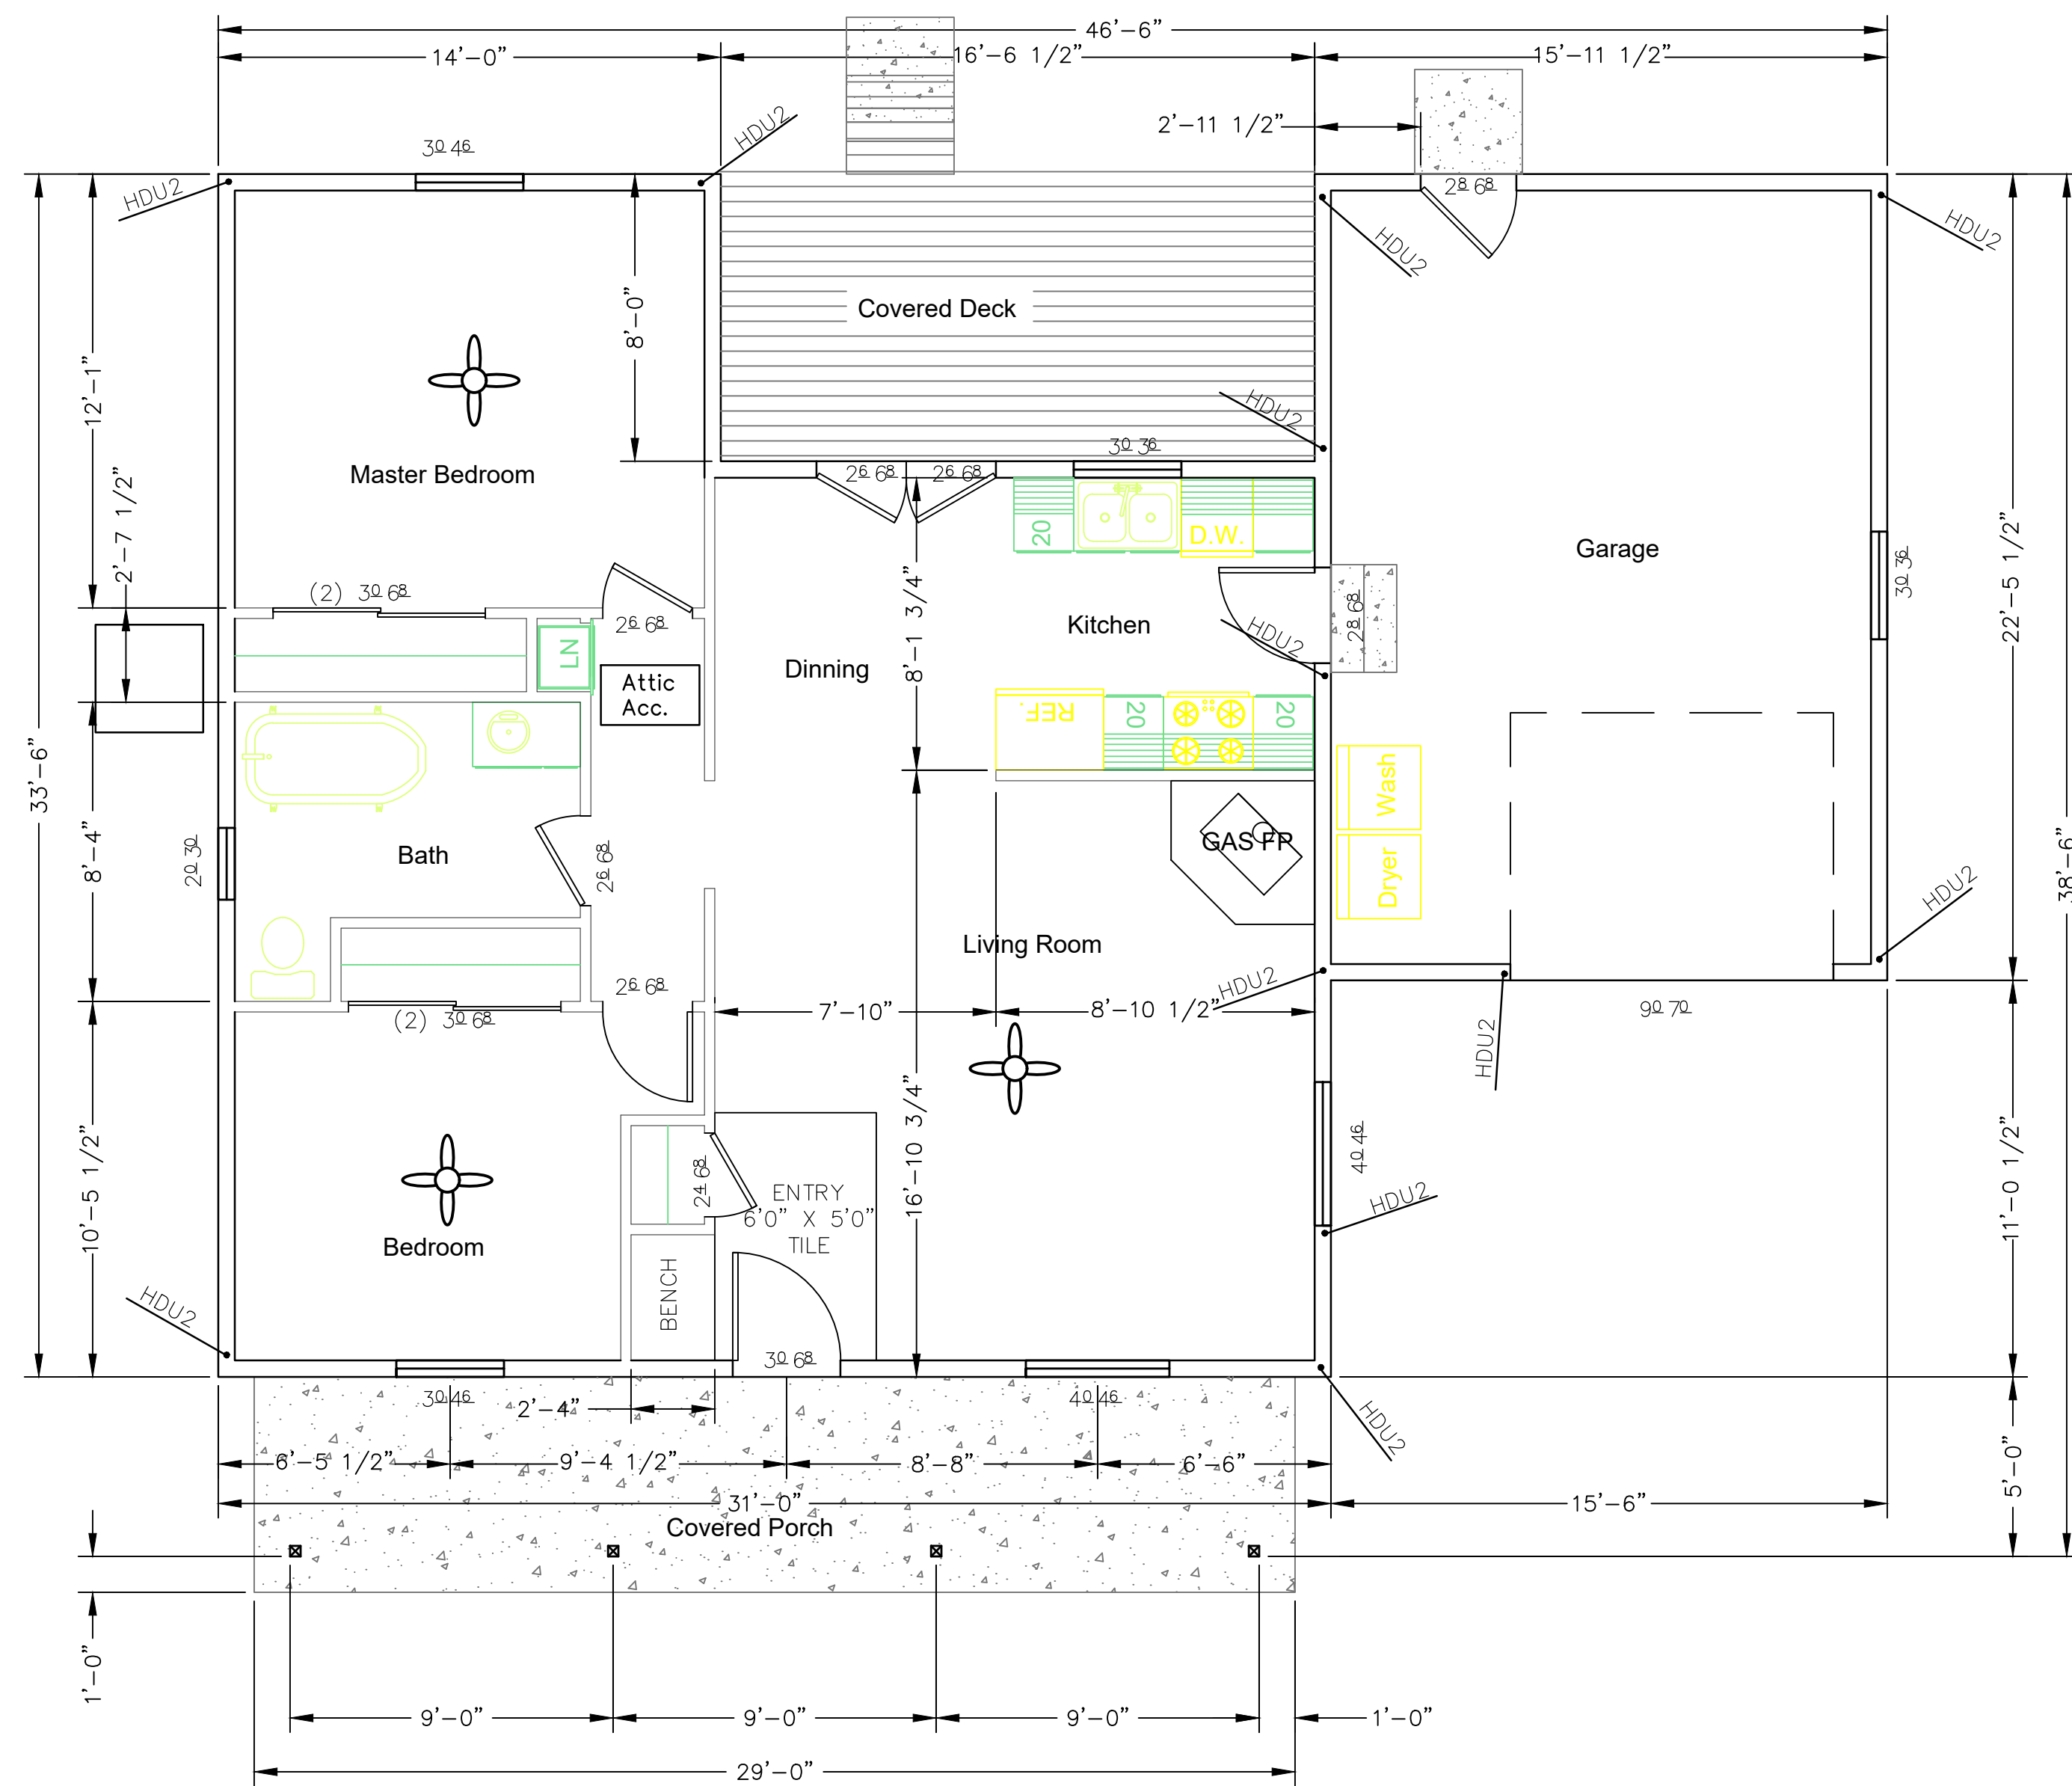 46'-6"
14'-0"
16'-6 1/2"
15'-11 1/2"
2'-11 1/2"
HDU2
30 46
HDU2
28 68
HDU2
HDU2
HDU2
8'-0"
Covered Deck
12'-1"
HDU2
30 36
26 68
26 68
Master Bedroom
2'-7 1/2"
20
D.W.
Garage
30 36
22'-5 1/2"
(2) 30 68
26 68
8'-1 3/4"
Kitchen
28 68
HDU2
LN
Dinning
Attic
Acc.
REF.
20
20
33'-6"
Wash
8'-4"
20 30
Bath
26 68
GAS FP
Dryer
38'-6"
HDU2
Living Room
26 68
HDU2
7'-10"
8'-10 1/2"
(2) 30 68
90 70
HDU2
16'-10 3/4"
10'-5 1/2"
40 46
11'-0 1/2"
24 68
ENTRY
6'0" X 5'0"
TILE
HDU2
Bedroom
BENCH
HDU2
30 68
30 46
2'-4"
40 46
HDU2
6'-5 1/2"
9'-4 1/2"
8'-8"
6'-6"
5'-0"
31'-0"
15'-6"
Covered Porch
1'-0"
9'-0"
9'-0"
9'-0"
1'-0"
29'-0"